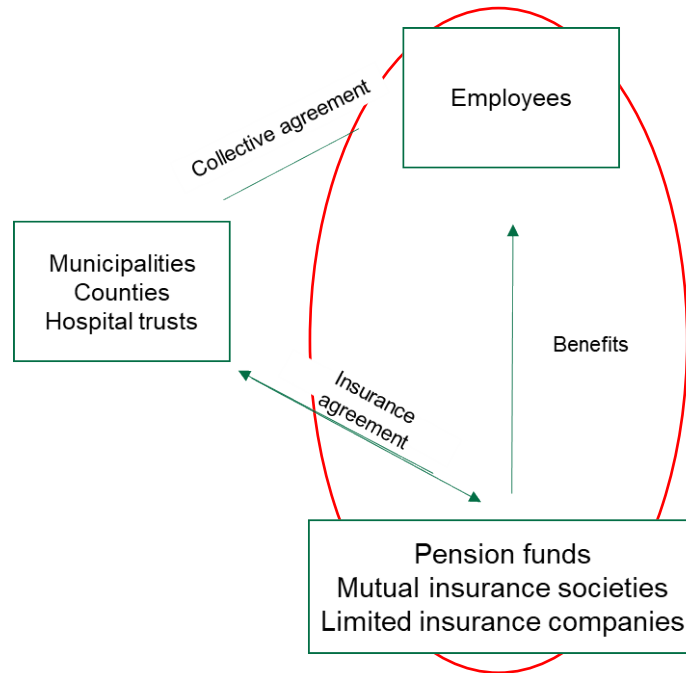 Employees
Collective agreement
Municipalities
Counties
Hospital trusts
Benefits
Insurance
agreement
Pension funds
Mutual insurance societies
Limited insurance companies